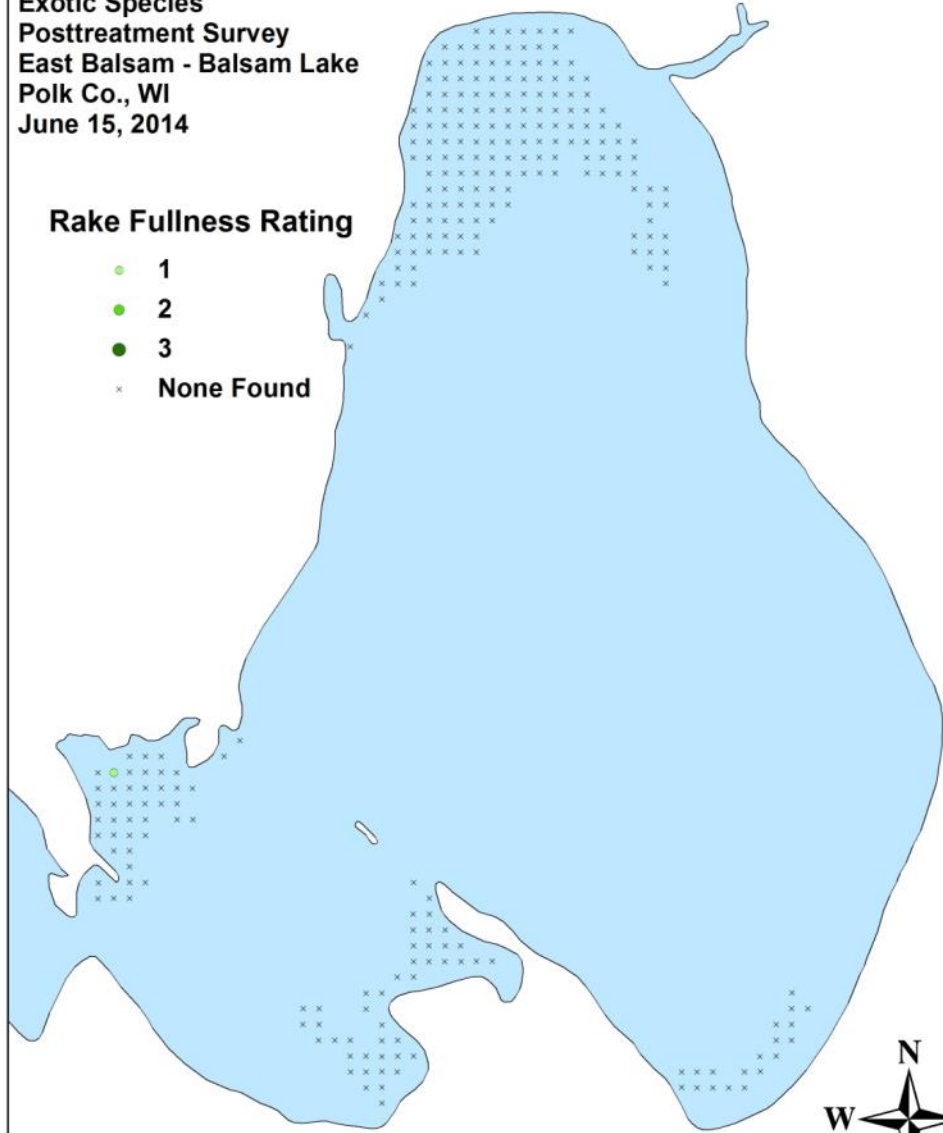 Exotic Species
Posttreatment Survey
East Balsam - Balsam Lake
Polk Co., WI
June 15, 2014
Rake Fullness Rating
1
2
3
None Found
N
W